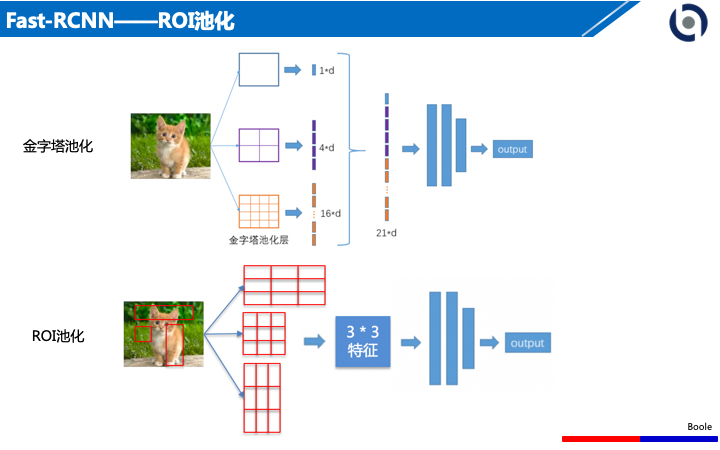 Fast-RCNN——ROI池化
1*d
金字塔池化
4*d
output
16*d
金字塔池化层
21*d
ROI池化
3 * 3
特征
output
Boole